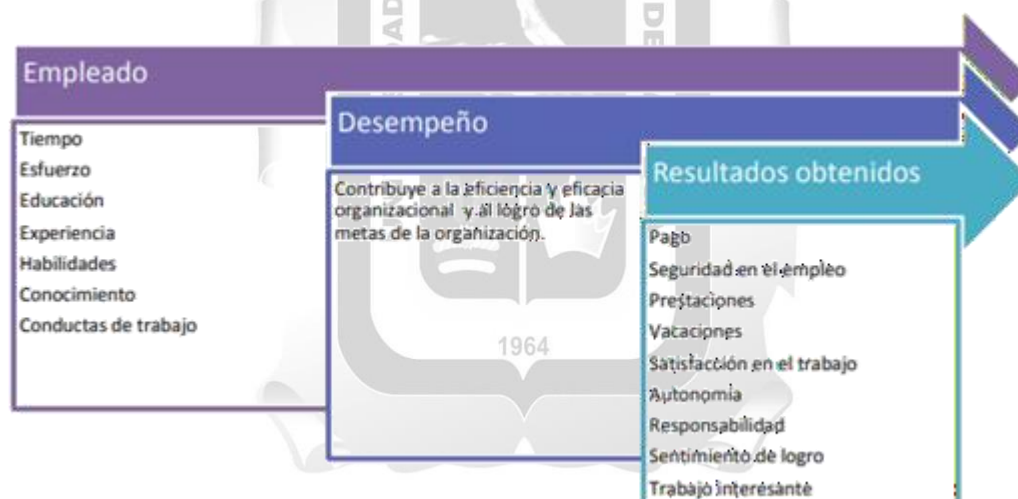 Empleado
Tiempo
Esfuerzo
Educación
Experiencia
Habilidades
Conocimiento
Conductas de trabajo
Desempeño
Contribuye a la eficiencia y eficacia
organizacional y al logro de las
metas de la organización.
Resultados obtenidos
Pago
Seguridad en el empleo
Prestaciones
Vacaciones
Satisfacción en el trabajo
Autonomía
Responsabilidad
Sentimiento de logro
Trabajo interesante
1964